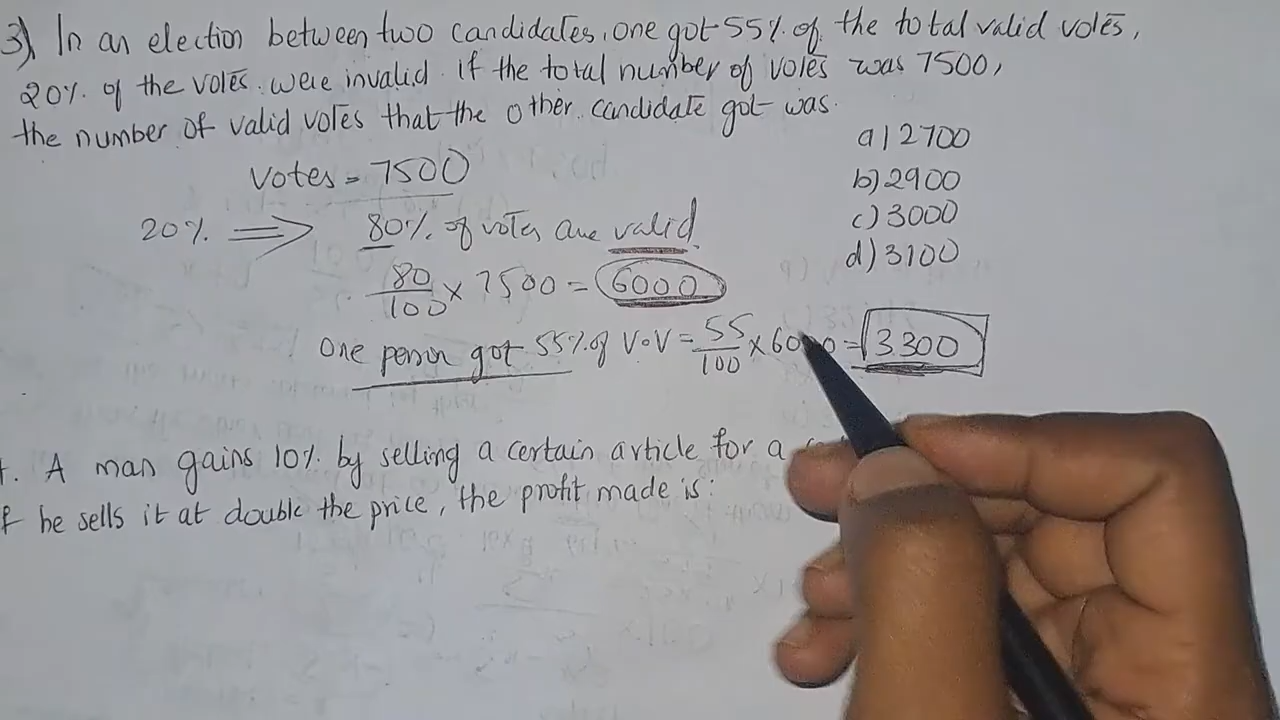 3) In an election between two candidates, one got 55% of the total valid votes,
20% of the votes were invalid. if the total number of votes was 7500,
the number of valid votes that the other candidate got was.
a) 2700
b) 2900
c) 3000
d) 3100
Votes = 7500
20% ⟹ 80% of votes are valid.
80/100 × 7500 = 6000
One person got 55% of V.V = 55/100 × 6000 = 3300
A man gains 10% by selling a certain article for a
he sells it at double the price, the profit made is: